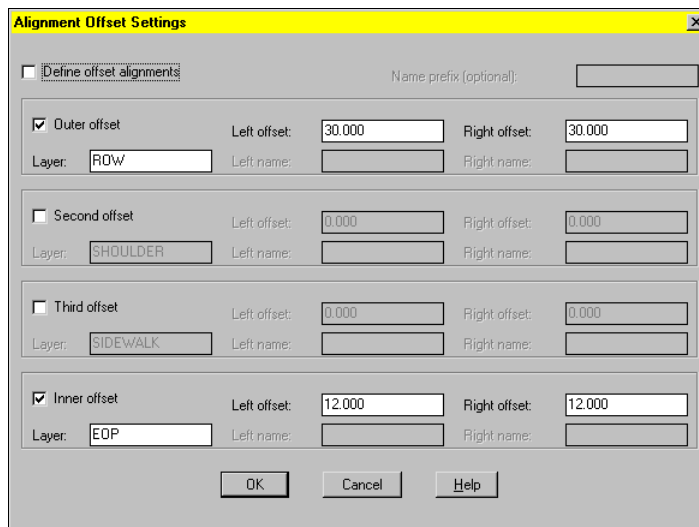 Alignment Offset Settings
Define offset alignments
Name prefix (optional):
Outer offset
Left offset: 30.000 Right offset: 30.000
Layer: ROW Left name: Right name:
Second offset
Left offset: 0.000 Right offset: 0.000
Layer: SHOULDER Left name: Right name:
Third offset
Left offset: 0.000 Right offset: 0.000
Layer: SIDEWALK Left name: Right name:
Inner offset
Left offset: 12.000 Right offset: 12.000
Layer: EOP Left name: Right name:
OK Cancel Help